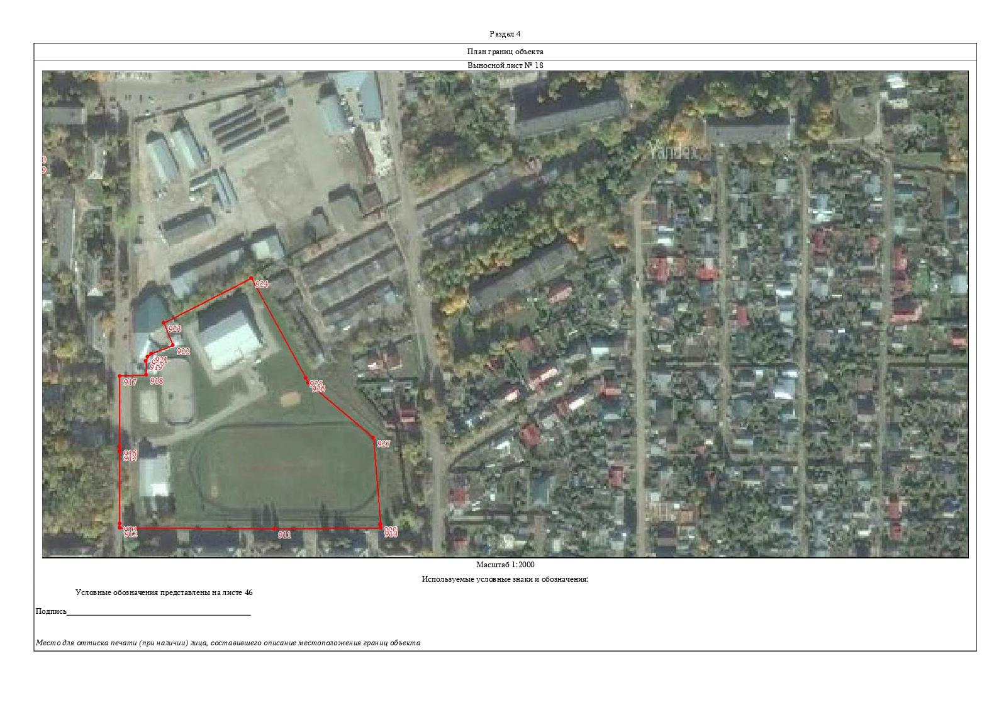 Раздел 4
План границ объекта
Выносной лист № 18
Yandex
924
923
922
921
918
917
925
926
927
916
915
912
911
910
Масштаб 1:2000
Используемые условные знаки и обозначения:
Условные обозначения представлены на листе 46
Подпись
Место для оттиска печати (при наличии) лица, составившего описание местоположения границ объекта